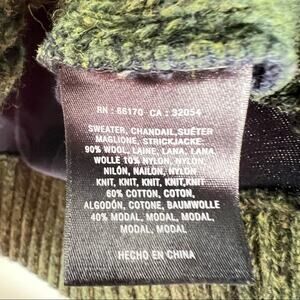 RN : 66170 - CA : 32054
SWEATER, CHANDAIL, SUÉTER
MAGLIONE, STRICKJACKE.
90% WOOL, LAINE, LANA, LANA,
WOLLE 10% NYLON, NYLON,
NILÓN, NAILON, NYLON
KNIT, KNIT, KNIT, KNIT, KNIT
60% COTTON, COTON,
ALGODÓN, COTONE, BAUMWOLLE
40% MODAL, MODAL, MODAL,
MODAL, MODAL
HECHO EN CHINA